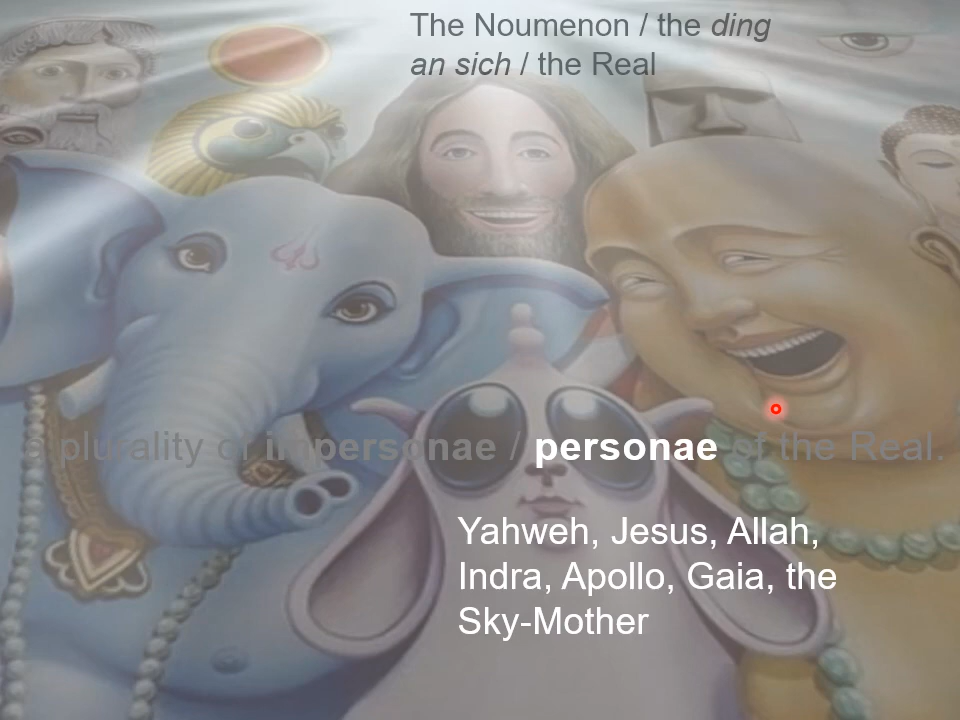 The Noumenon / the ding
an sich / the Real
a plurality of impersonae / personae of the Real.
Yahweh, Jesus, Allah,
Indra, Apollo, Gaia, the
Sky-Mother